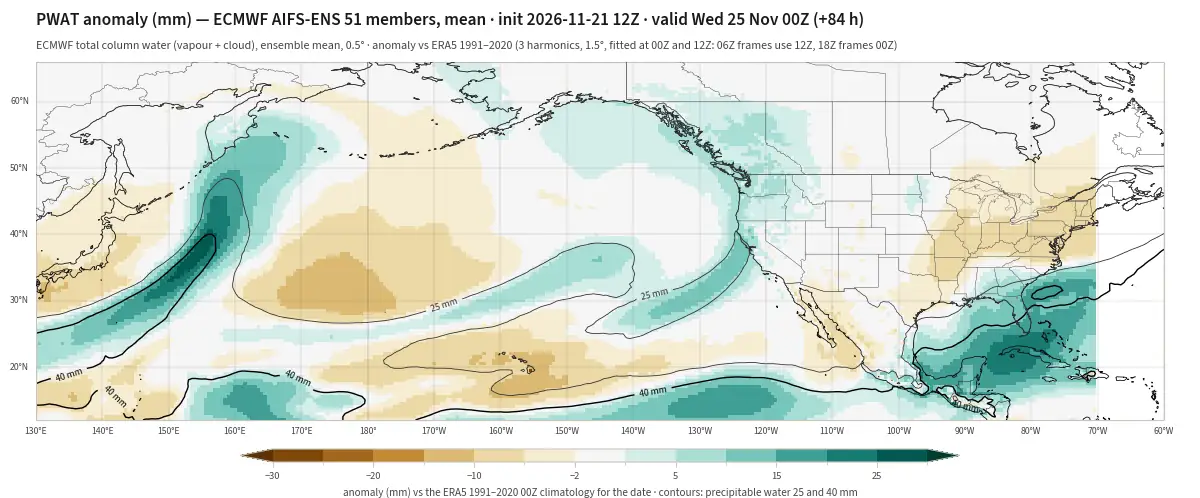 PWAT anomaly (mm) — ECMWF AIFS-ENS 51 members, mean · init 2026-11-21 12Z · valid Wed 25 Nov 00Z (+84 h)
ECMWF total column water (vapour + cloud), ensemble mean, 0.5° · anomaly vs ERA5 1991–2020 (3 harmonics, 1.5°, fitted at 00Z and 12Z: 06Z frames use 12Z, 18Z frames 00Z)
60°N
50°N
40°N
30°N
20°N
25 mm
25 mm
40 mm
40 mm
40 mm
40 mm
40 mm
130°E 140°E 150°E 160°E 170°E 180° 170°W 160°W 150°W 140°W 130°W 120°W 110°W 100°W 90°W 80°W 70°W 60°W
−30 −20 −10 −2 5 15 25
anomaly (mm) vs the ERA5 1991–2020 00Z climatology for the date · contours: precipitable water 25 and 40 mm